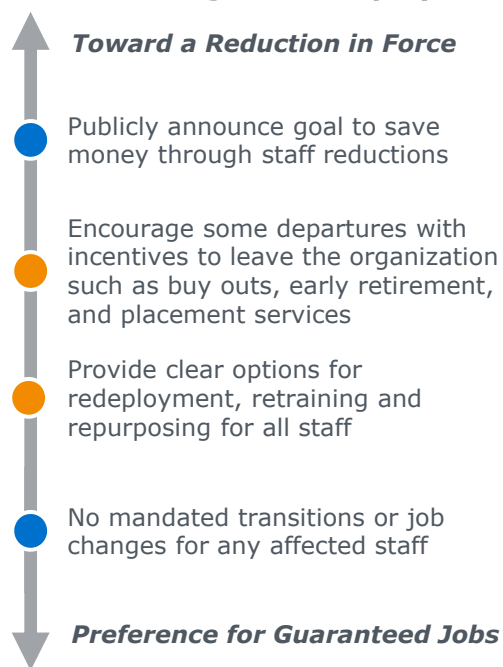 Toward a Reduction in Force
Publicly announce goal to save
money through staff reductions
Encourage some departures with
incentives to leave the organization
such as buy outs, early retirement,
and placement services
Provide clear options for
redeployment, retraining and
repurposing for all staff
No mandated transitions or job
changes for any affected staff
Preference for Guaranteed Jobs